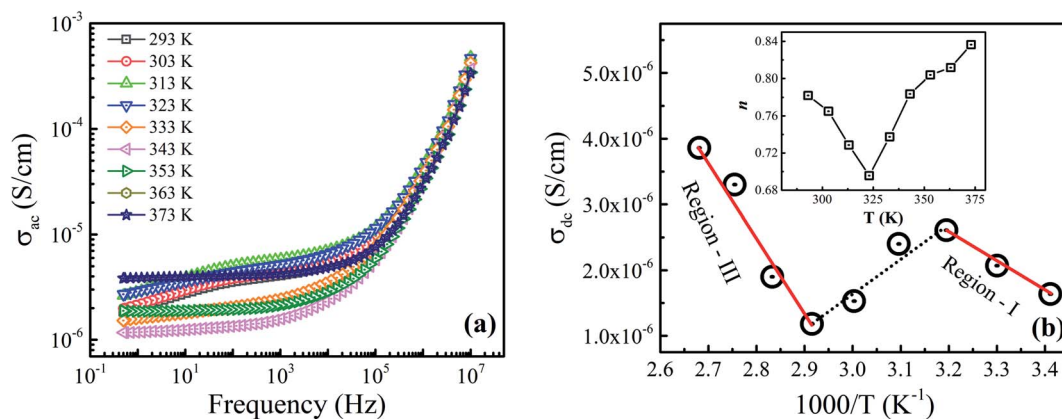 10⁻³
10⁻⁴
10⁻⁵
10⁻⁶
σac (S/cm)
293 K
303 K
313 K
323 K
333 K
343 K
353 K
363 K
373 K
(a)
10⁻¹ 10¹ 10³ 10⁵ 10⁷
Frequency (Hz)
5.0x10⁻⁶
4.0x10⁻⁶
3.0x10⁻⁶
2.0x10⁻⁶
1.0x10⁻⁶
σdc (S/cm)
0.84
0.80
0.76
0.72
0.68
n
300 325 350 375
T (K)
Region - III
Region - I
(b)
2.6 2.7 2.8 2.9 3.0 3.1 3.2 3.3 3.4
1000/T (K⁻¹)